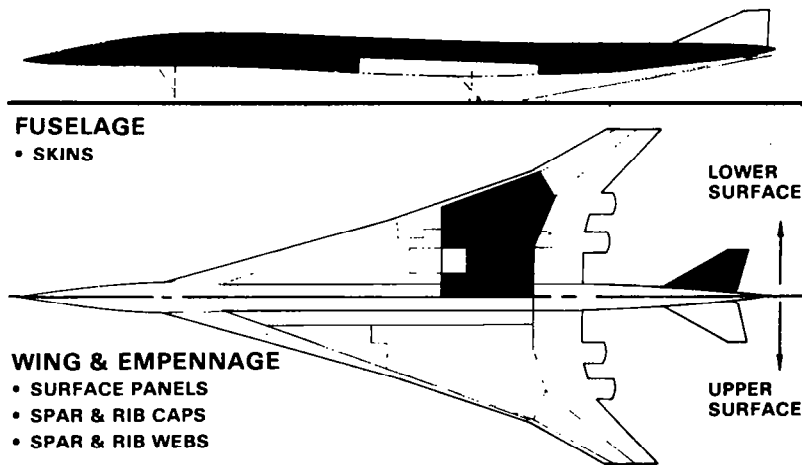 FUSELAGE
• SKINS
LOWER
SURFACE
WING & EMPENNAGE
• SURFACE PANELS
• SPAR & RIB CAPS
• SPAR & RIB WEBS
UPPER
SURFACE